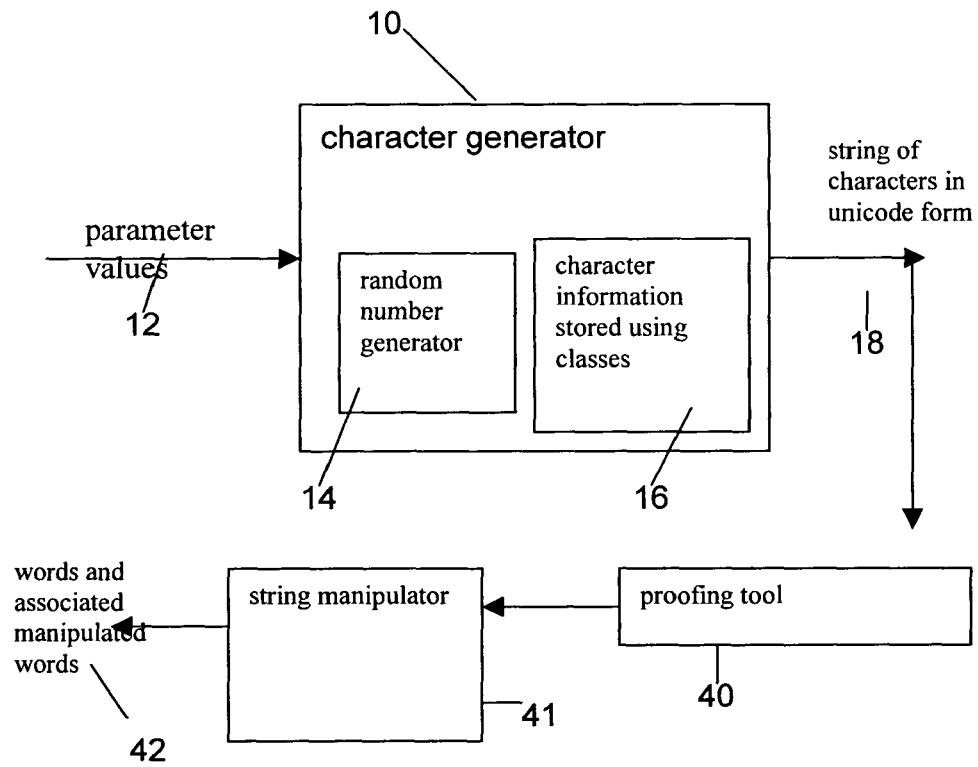 10
character generator
string of
characters in
unicode form
parameter
values
12
random
number
generator
character
information
stored using
classes
18
14
16
words and
associated
manipulated
words
string manipulator
proofing tool
40
41
42